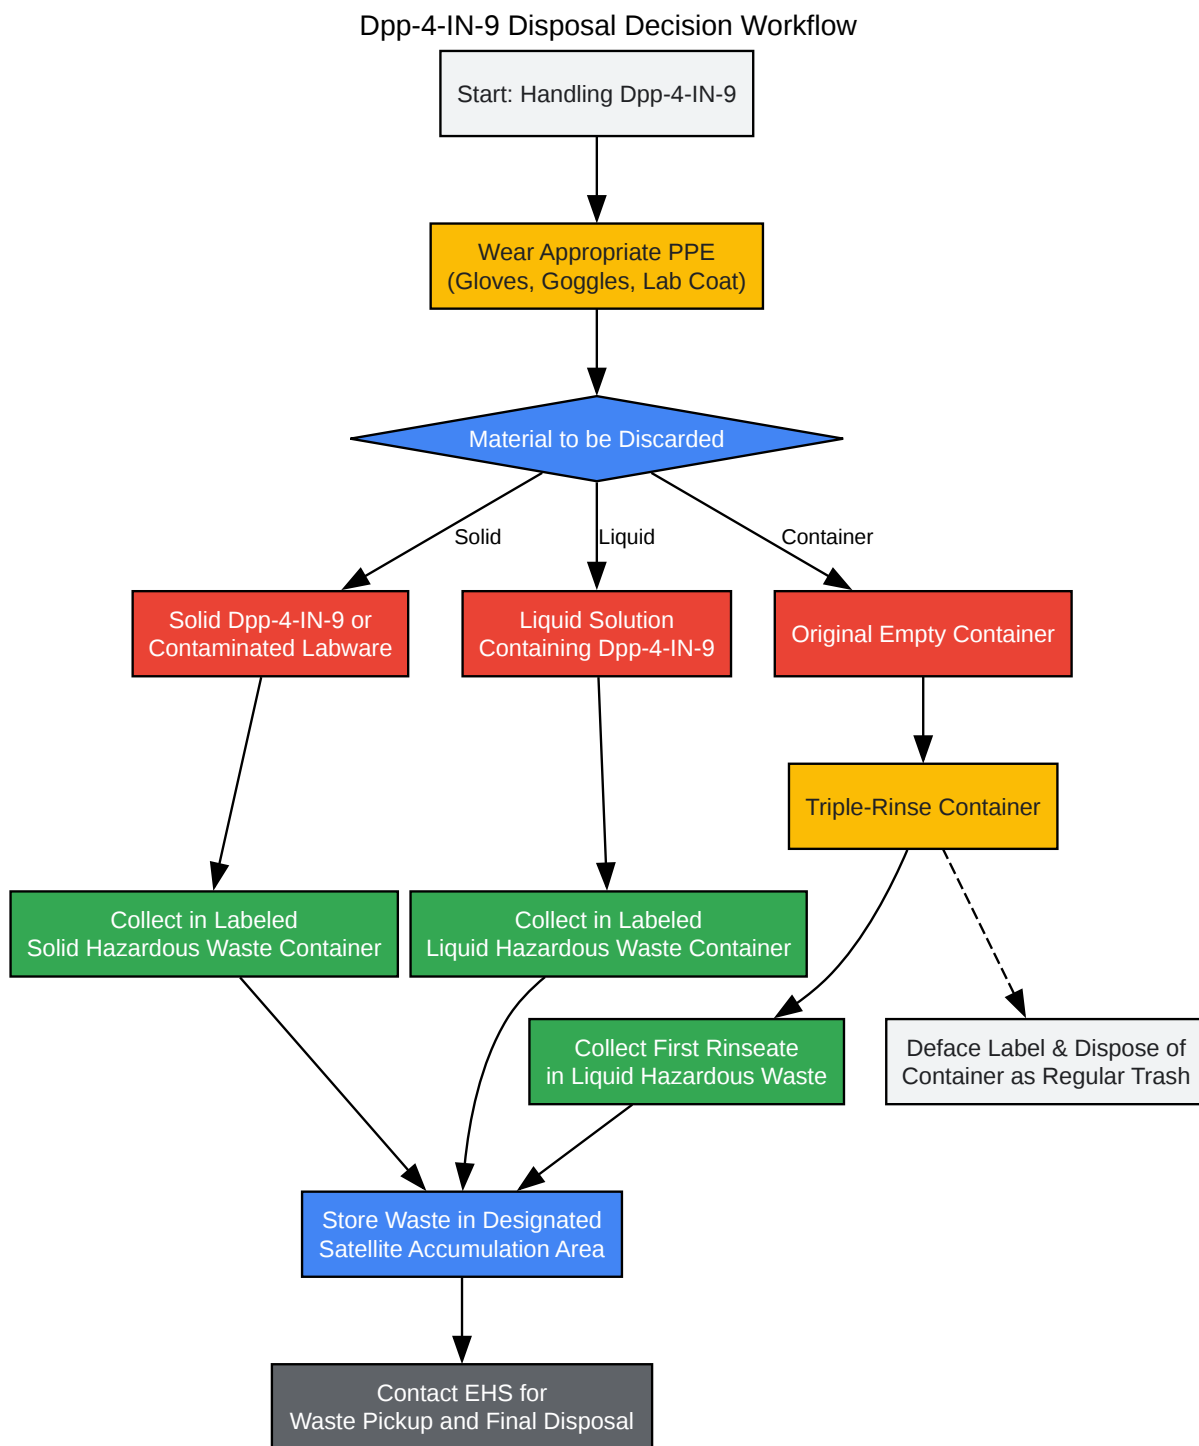 Dpp-4-IN-9 Disposal Decision Workflow
Start: Handling Dpp-4-IN-9
Wear Appropriate PPE
(Gloves, Goggles, Lab Coat)
Material to be Discarded
Solid
Liquid
Container
Solid Dpp-4-IN-9 or
Contaminated Labware
Liquid Solution
Containing Dpp-4-IN-9
Original Empty Container
Triple-Rinse Container
Collect in Labeled
Solid Hazardous Waste Container
Collect in Labeled
Liquid Hazardous Waste Container
Collect First Rinseate
in Liquid Hazardous Waste
Deface Label & Dispose of
Container as Regular Trash
Store Waste in Designated
Satellite Accumulation Area
Contact EHS for
Waste Pickup and Final Disposal